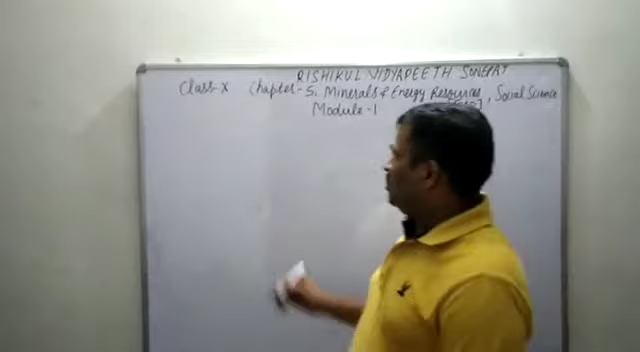 RISHIKUL VIDYAPEETH SONEPAT
Class-X Chapter-5, Minerals & Energy Resources, Social Science
Module-1